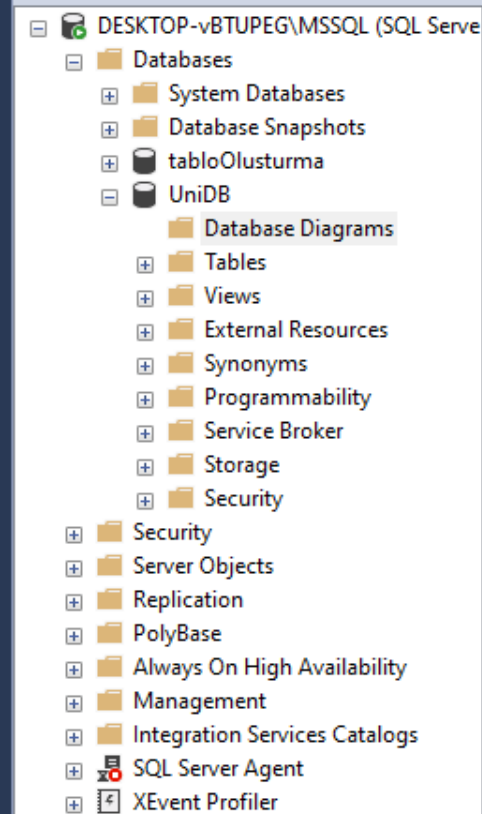 DESKTOP-vBTUPEG\MSSQL (SQL Serve
Databases
System Databases
Database Snapshots
tabloOlusturma
UniDB
Database Diagrams
Tables
Views
External Resources
Synonyms
Programmability
Service Broker
Storage
Security
Security
Server Objects
Replication
PolyBase
Always On High Availability
Management
Integration Services Catalogs
SQL Server Agent
XEvent Profiler